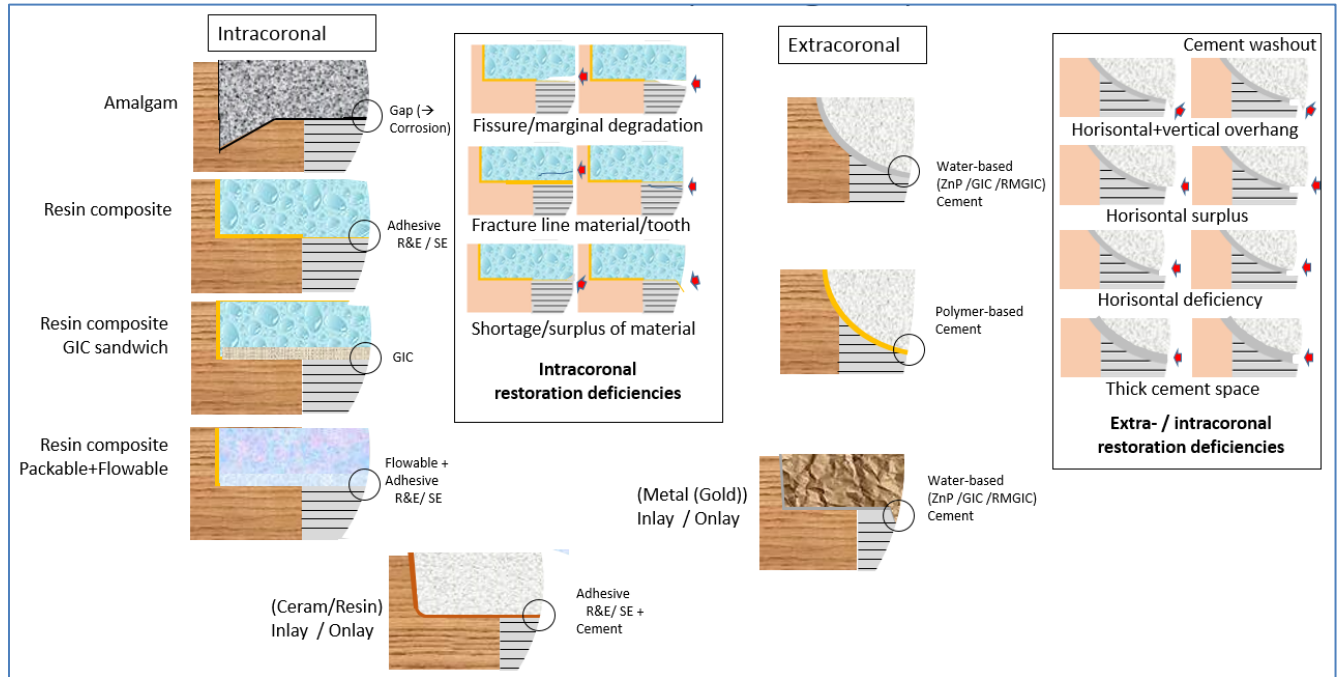 Intracoronal
Amalgam
Gap (→
Corrosion)
Resin composite
Adhesive
R&E / SE
Resin composite
GIC sandwich
GIC
Resin composite
Packable+Flowable
Flowable +
Adhesive
R&E/ SE
(Ceram/Resin)
Inlay / Onlay
Adhesive
R&E/ SE +
Cement
Fissure/marginal degradation
Fracture line material/tooth
Shortage/surplus of material
Intracoronal
restoration deficiencies
Extracoronal
Water-based
(ZnP /GIC /RMGIC)
Cement
Polymer-based
Cement
(Metal (Gold))
Inlay / Onlay
Water-based
(ZnP /GIC /RMGIC)
Cement
Cement washout
Horisontal+vertical overhang
Horisontal surplus
Horisontal deficiency
Thick cement space
Extra- / intracoronal
restoration deficiencies